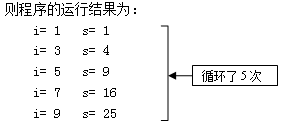 则程序的运行结果为：
i= 1 s= 1
i= 3 s= 4
i= 5 s= 9
i= 7 s= 16
i= 9 s= 25
循环了 5 次